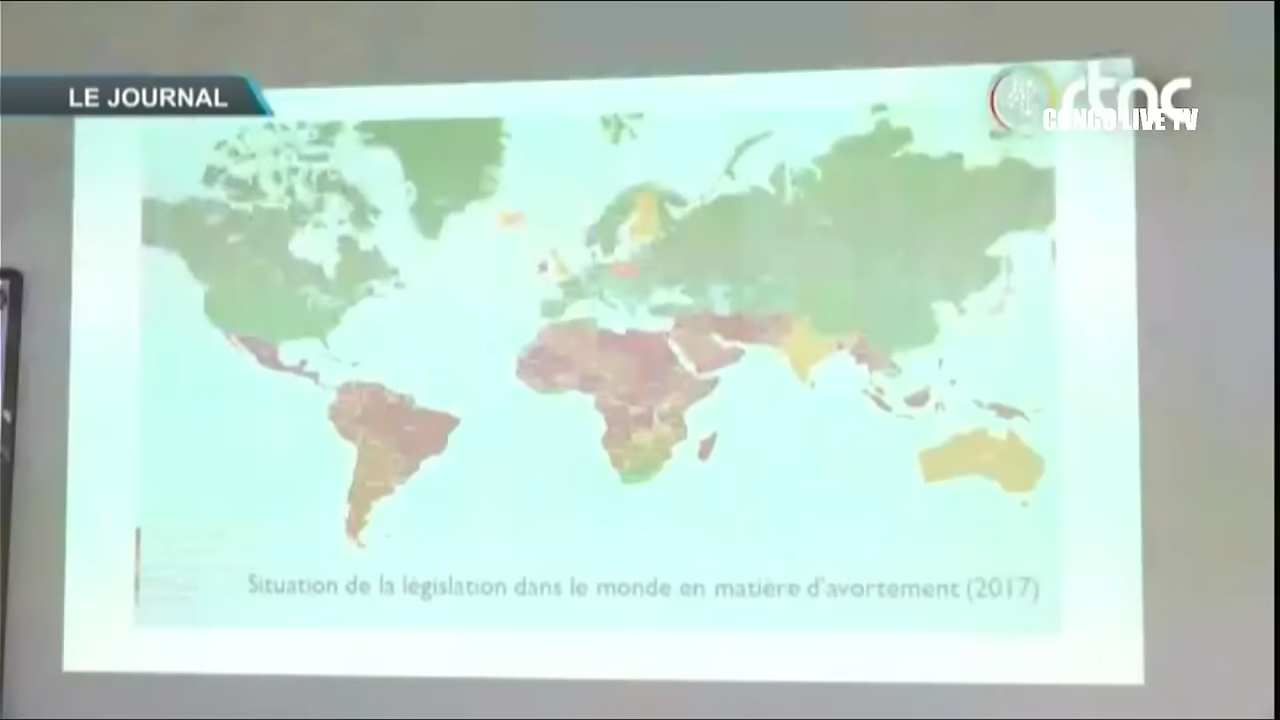 LE JOURNAL
rtnc
CONGO LIVE TV
Situation de la législation dans le monde en matière d'avortement (2017)